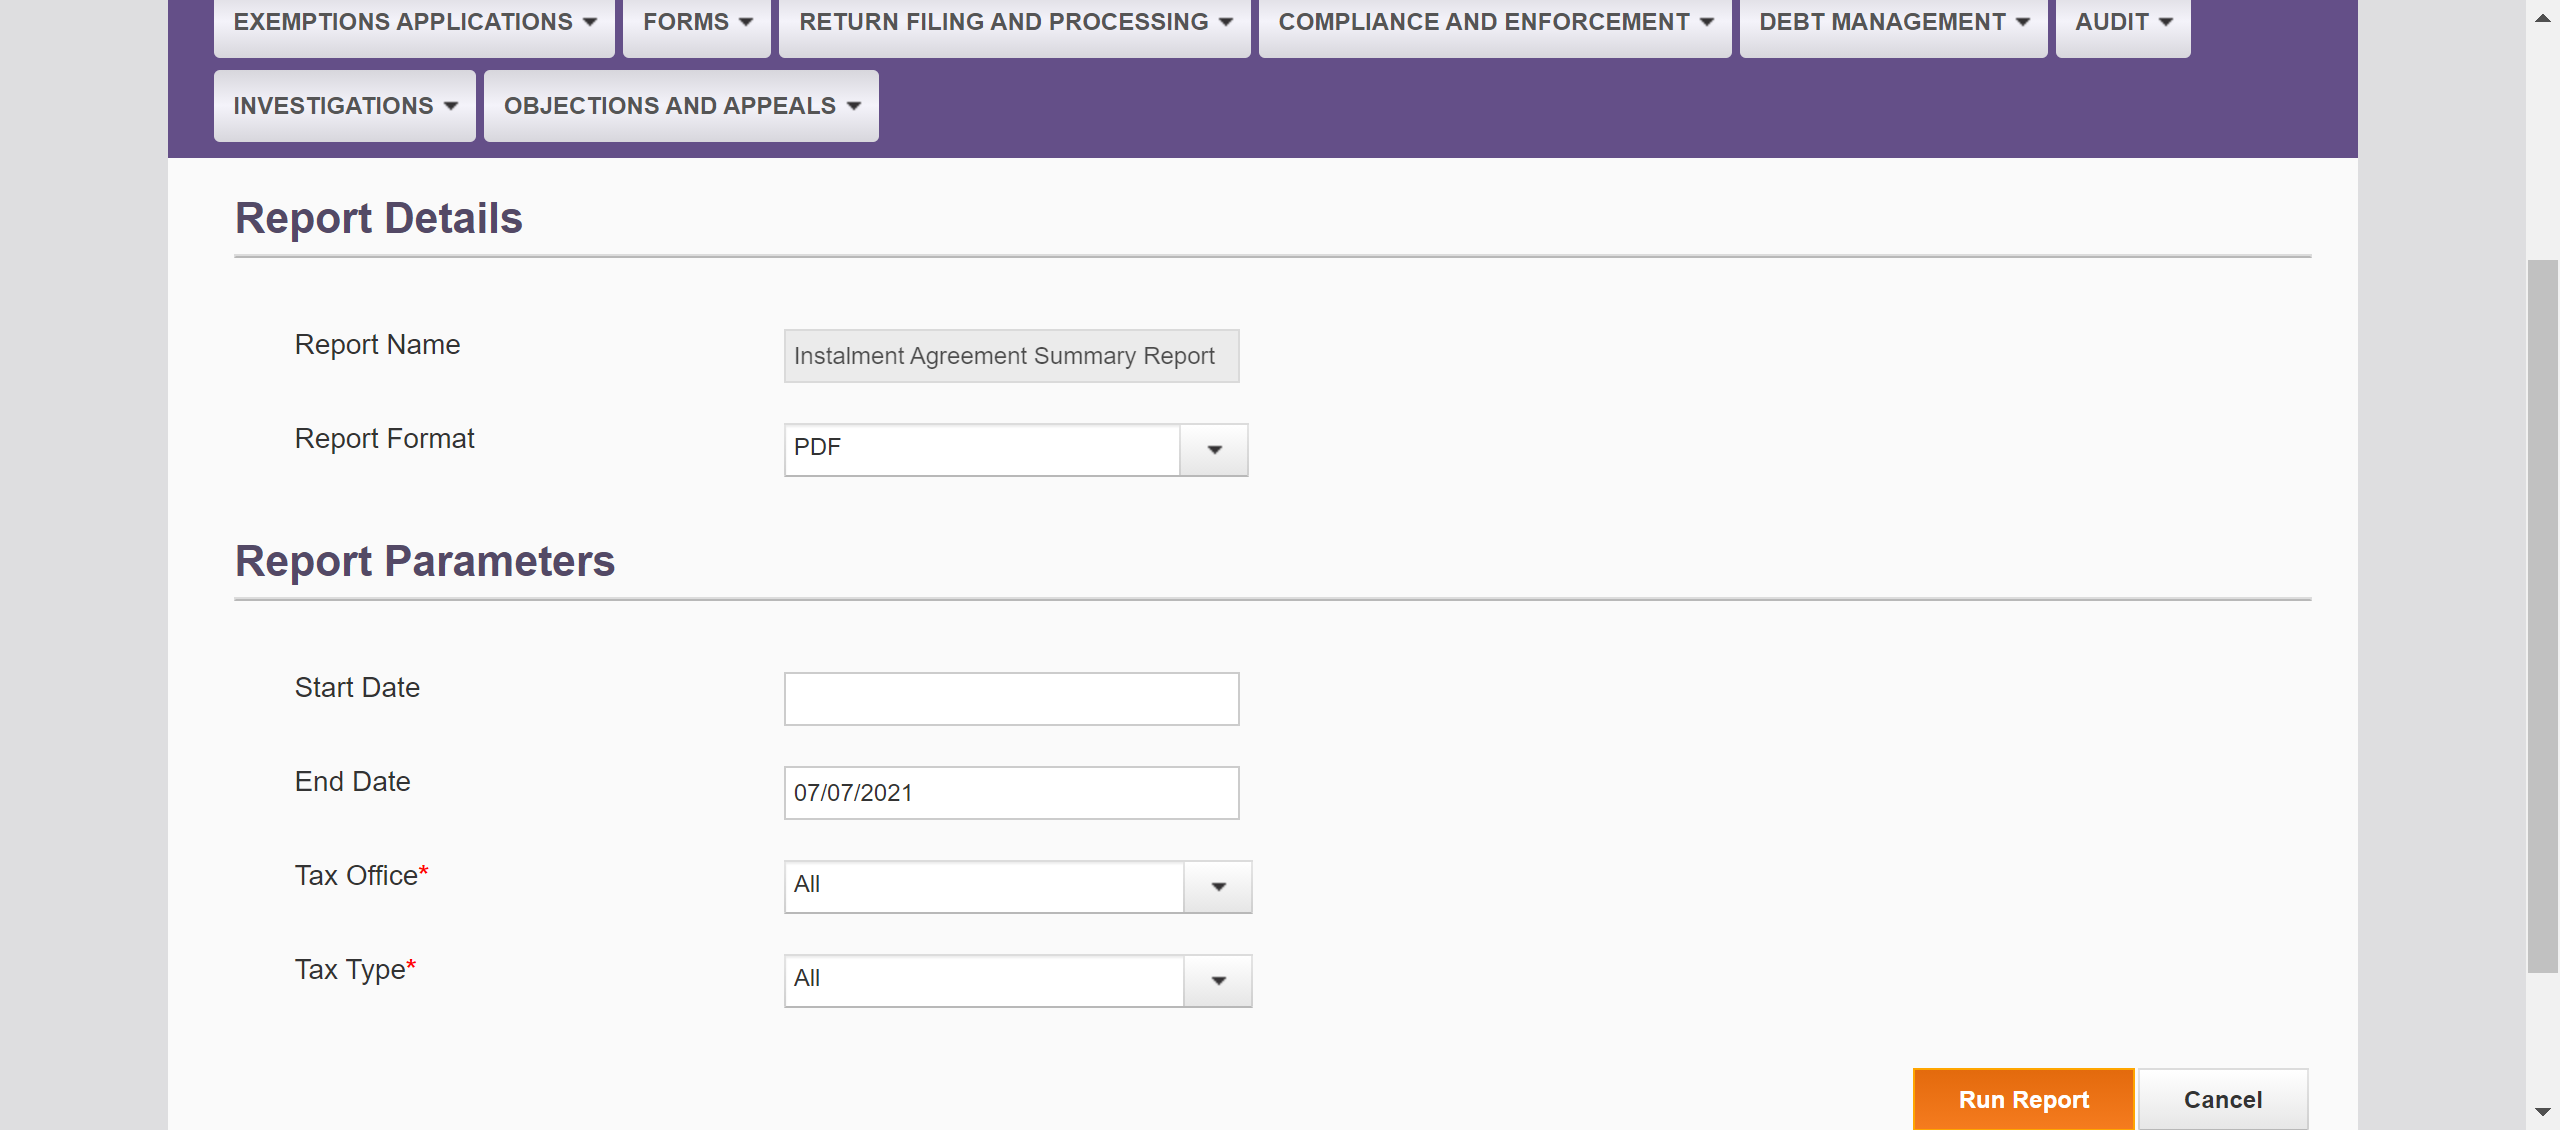 EXEMPTIONS APPLICATIONS FORMS RETURN FILING AND PROCESSING COMPLIANCE AND ENFORCEMENT DEBT MANAGEMENT AUDIT
INVESTIGATIONS OBJECTIONS AND APPEALS
Report Details
Report Name Instalment Agreement Summary Report
Report Format PDF
Report Parameters
Start Date
End Date 07/07/2021
Tax Office* All
Tax Type* All
Run Report Cancel